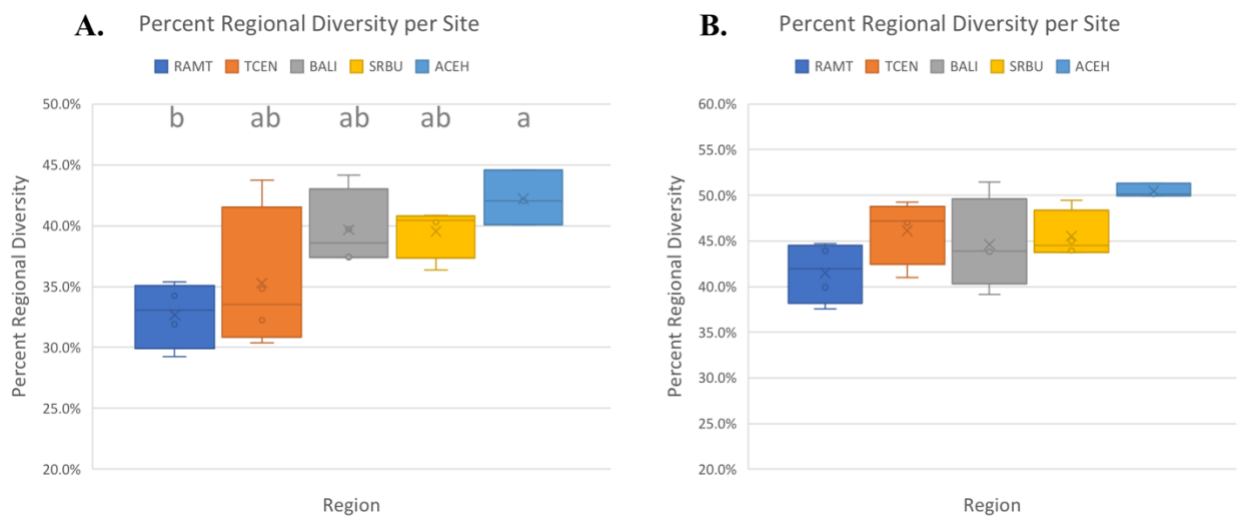 A. Percent Regional Diversity per Site
RAMT TCEN BALI SRBU ACEH
50.0%
b ab ab ab a
45.0%
40.0%
35.0%
30.0%
25.0%
20.0%
Percent Regional Diversity
Region
B. Percent Regional Diversity per Site
RAMT TCEN BALI SRBU ACEH
60.0%
55.0%
50.0%
45.0%
40.0%
35.0%
30.0%
25.0%
20.0%
Percent Regional Diversity
Region